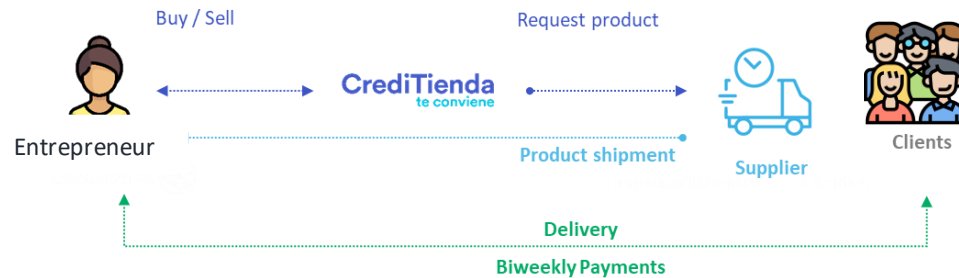 Buy / Sell
Request product
CrediTienda
te conviene
Entrepreneur
Product shipment
Supplier
Clients
Delivery
Biweekly Payments